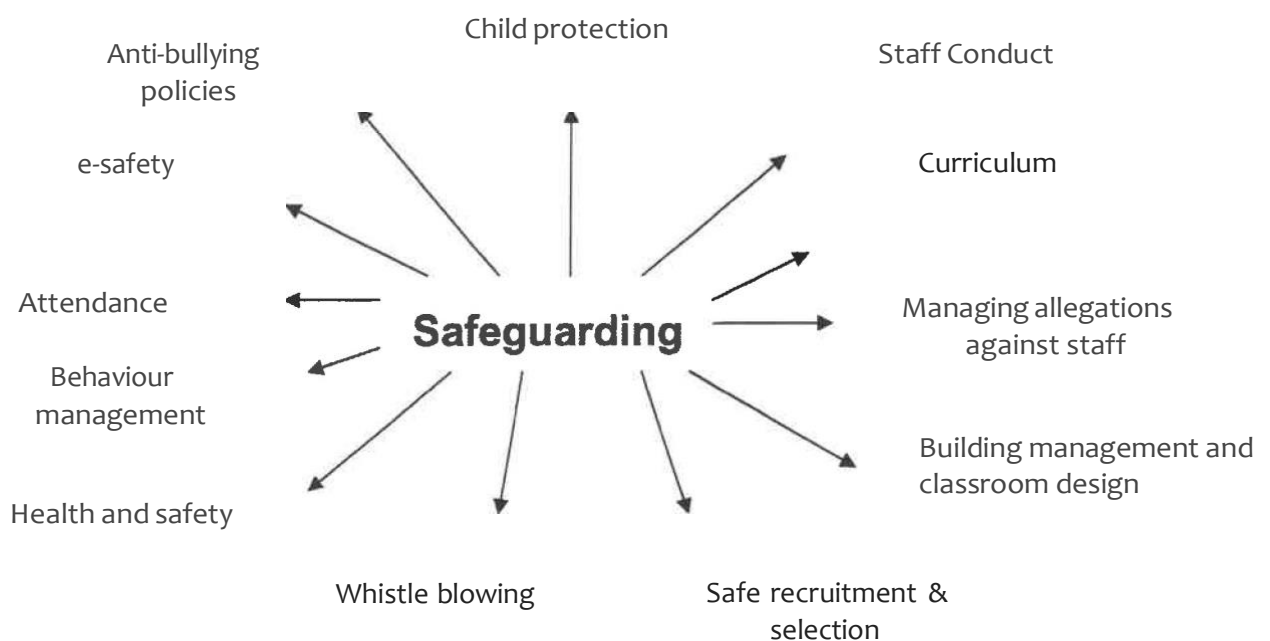 Child protection
Anti-bullying
policies
Staff Conduct
e-safety
Curriculum
Attendance
Managing allegations
against staff
Safeguarding
Behaviour
management
Building management and
classroom design
Health and safety
Whistle blowing
Safe recruitment &
selection